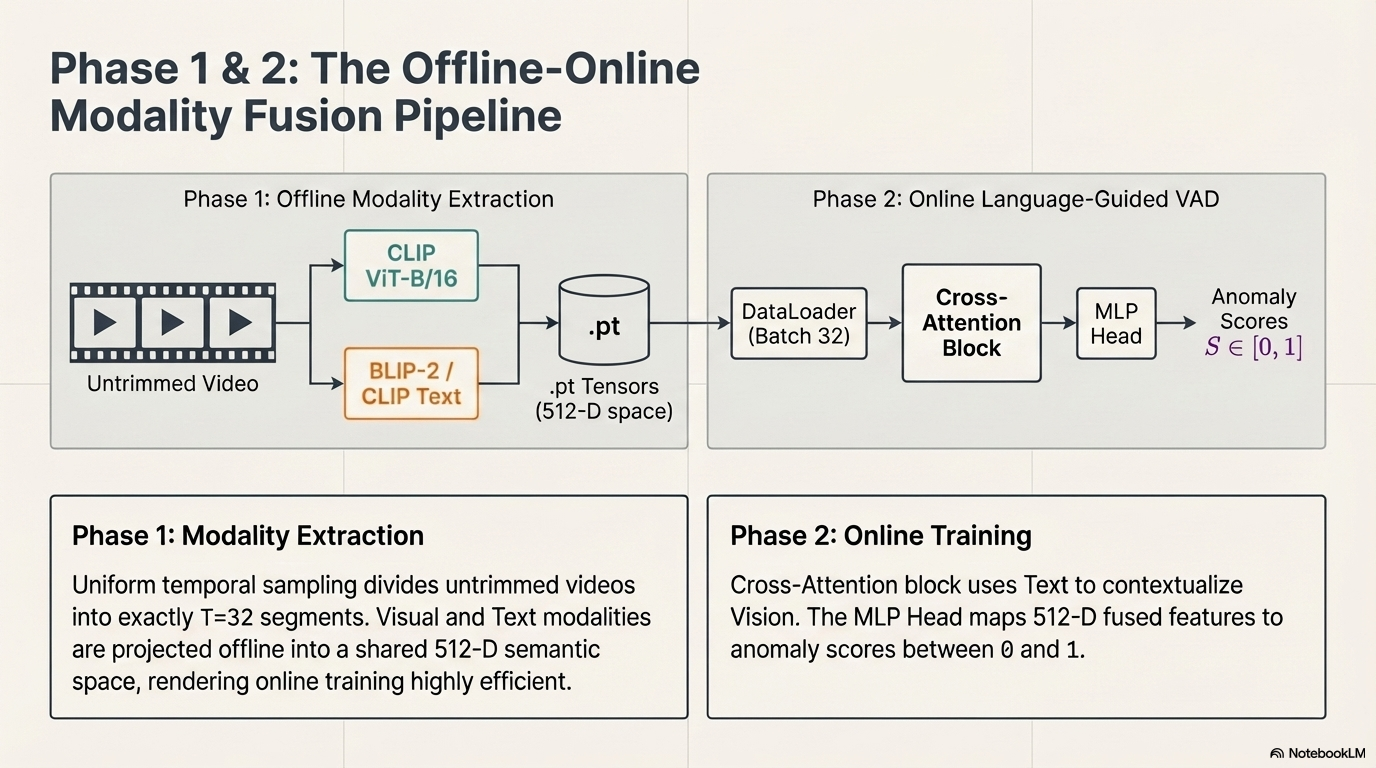 Phase 1 & 2: The Offline-Online
Modality Fusion Pipeline
Phase 1: Offline Modality Extraction
Untrimmed Video
CLIP
ViT-B/16
BLIP-2 /
CLIP Text
.pt
.pt Tensors
(512-D space)
Phase 2: Online Language-Guided VAD
DataLoader
(Batch 32)
Cross-
Attention
Block
MLP
Head
Anomaly
Scores
S ∈ [0, 1]
Phase 1: Modality Extraction
Uniform temporal sampling divides untrimmed videos
into exactly T=32 segments. Visual and Text modalities
are projected offline into a shared 512-D semantic
space, rendering online training highly efficient.
Phase 2: Online Training
Cross-Attention block uses Text to contextualize
Vision. The MLP Head maps 512-D fused features to
anomaly scores between 0 and 1.
NotebookLM